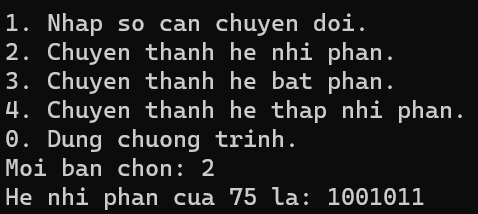 1. Nhap so can chuyen doi.
2. Chuyen thanh he nhi phan.
3. Chuyen thanh he bat phan.
4. Chuyen thanh he thap nhi phan.
0. Dung chuong trinh.
Moi ban chon: 2
He nhi phan cua 75 la: 1001011